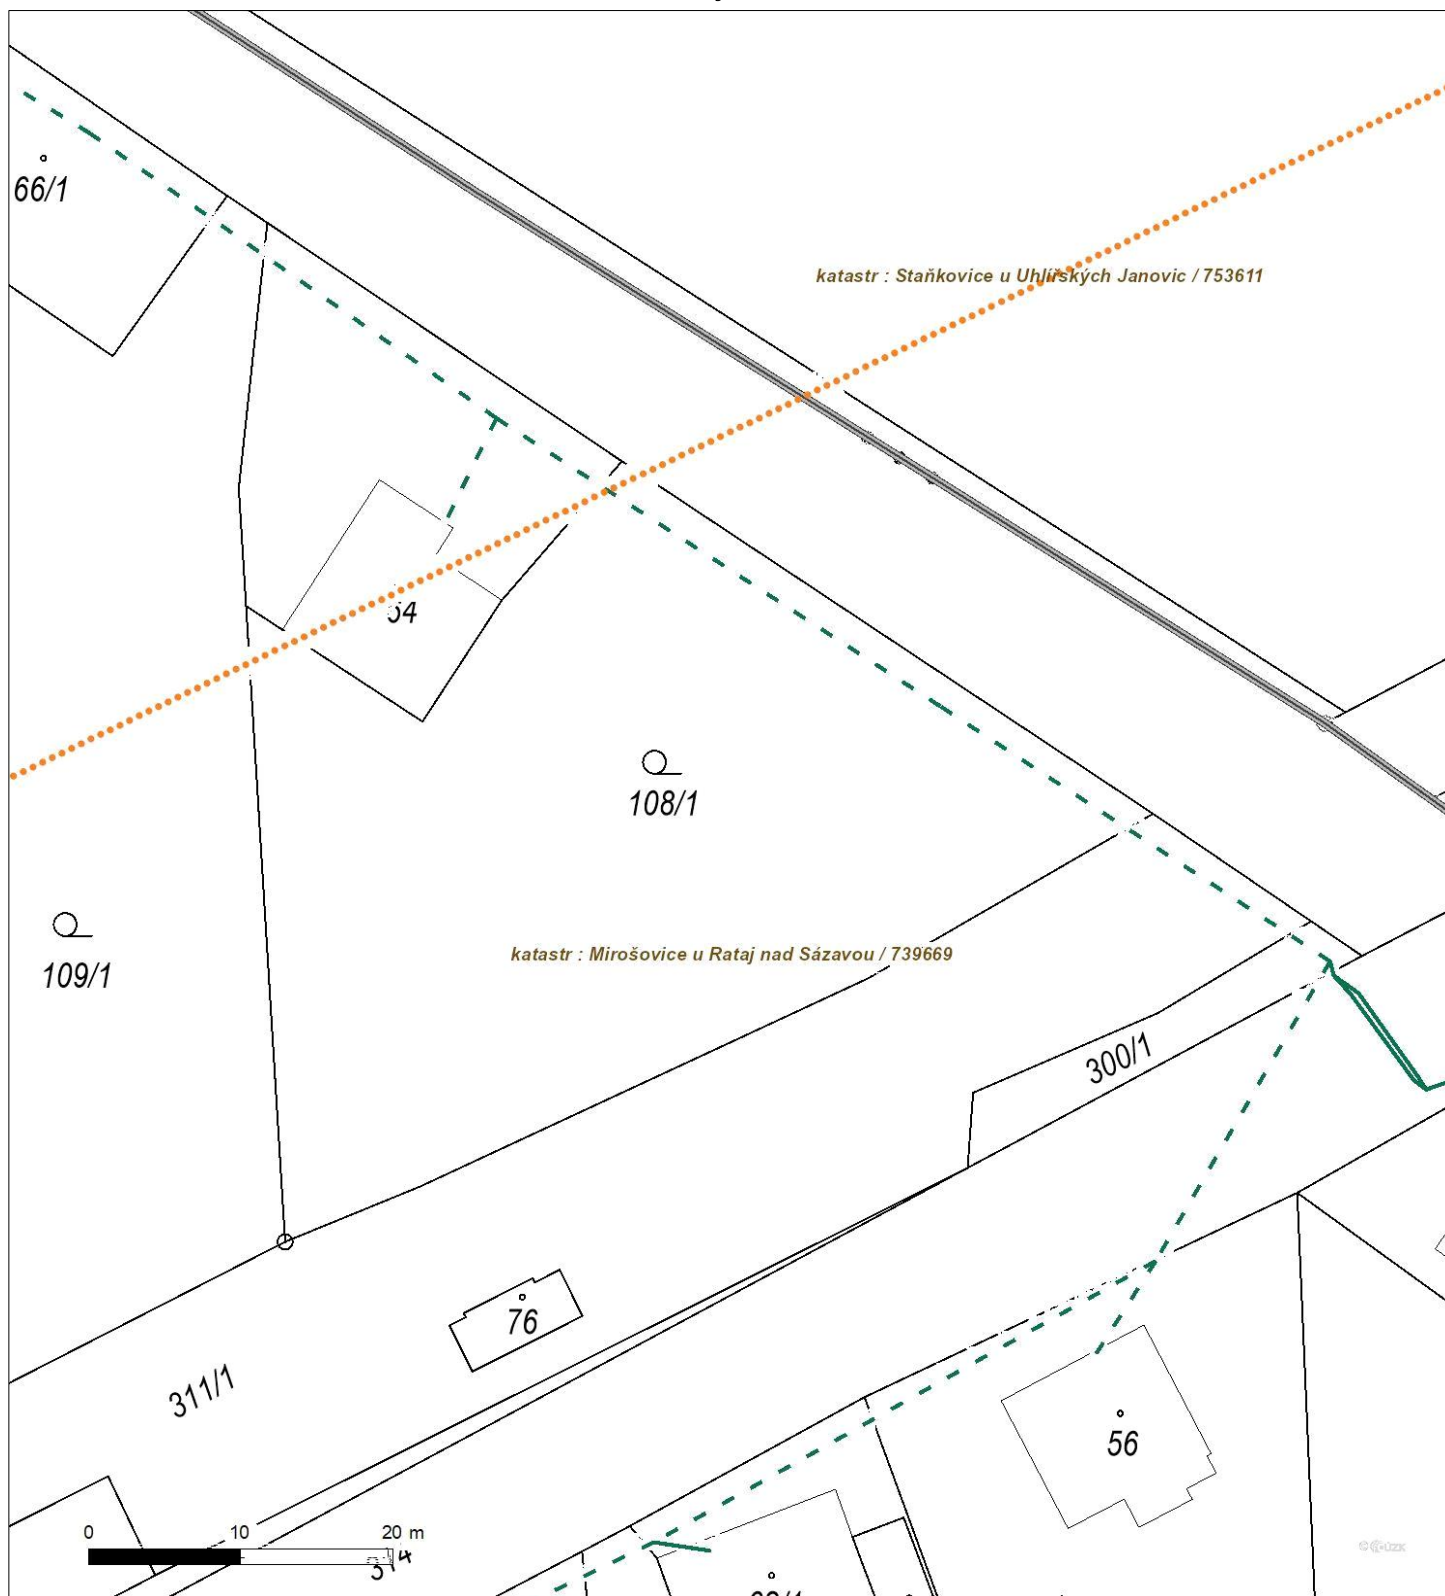 66/1
katastr : Staňkovice u Uhlířských Janovic / 753611
108/1
109/1
katastr : Mirošovice u Rataj nad Sázavou / 739669
300/1
76
311/1
56
0 10 20 m